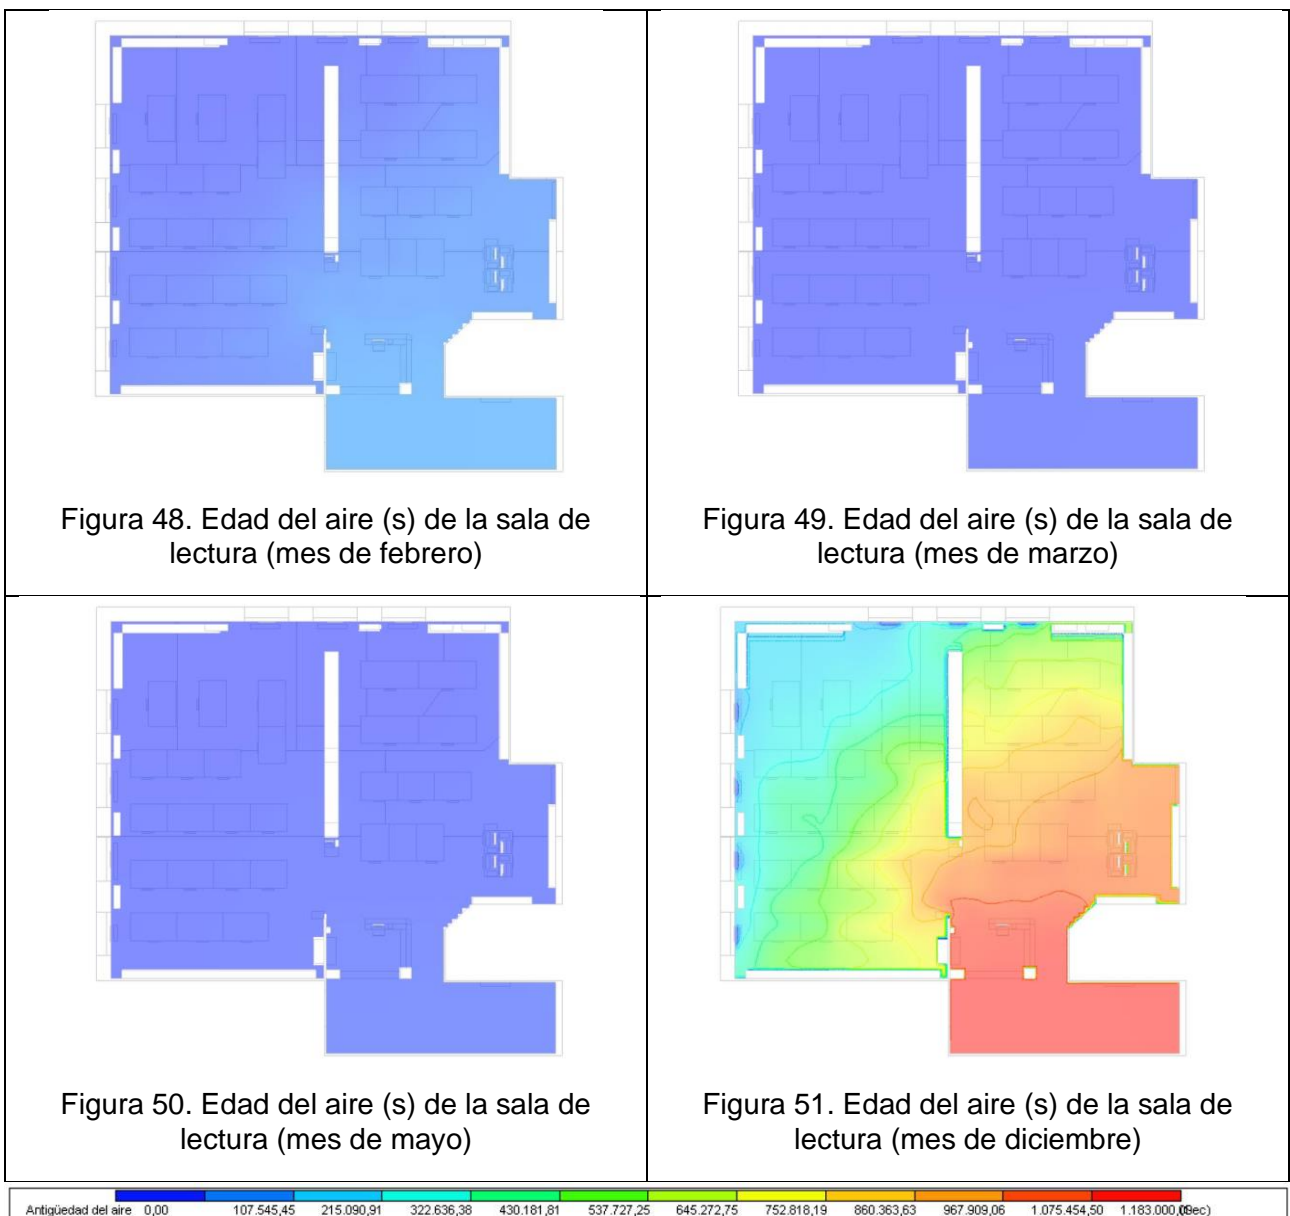 Figura 48. Edad del aire (s) de la sala de
lectura (mes de febrero)
Figura 49. Edad del aire (s) de la sala de
lectura (mes de marzo)
Figura 50. Edad del aire (s) de la sala de
lectura (mes de mayo)
Figura 51. Edad del aire (s) de la sala de
lectura (mes de diciembre)
Antigüedad del aire 0,00 107.545,45 215.090,91 322.636,38 430.181,81 537.727,25 645.272,75 752.818,19 860.363,63 967.909,06 1.075.454,50 1.183.000,0